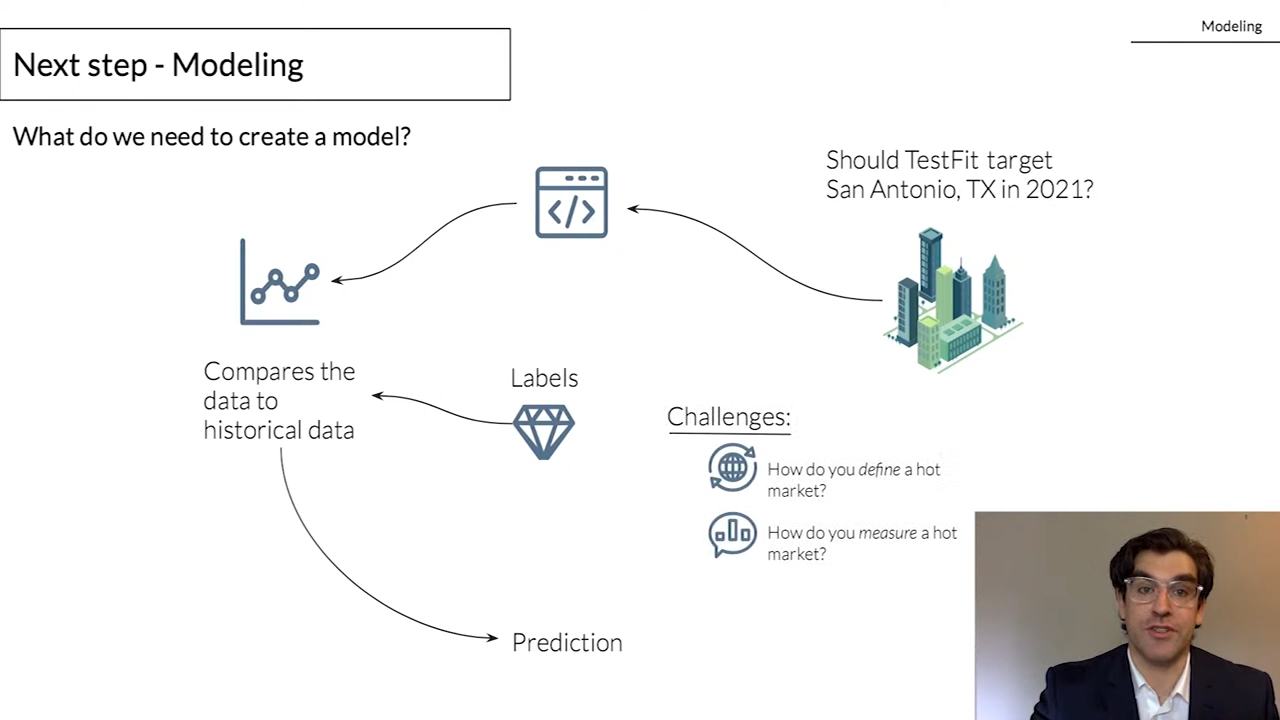 Modeling
Next step - Modeling
What do we need to create a model?
Should TestFit target
San Antonio, TX in 2021?
</>
Compares the
data to
historical data
Labels
Challenges:
How do you define a hot
market?
How do you measure a hot
market?
Prediction